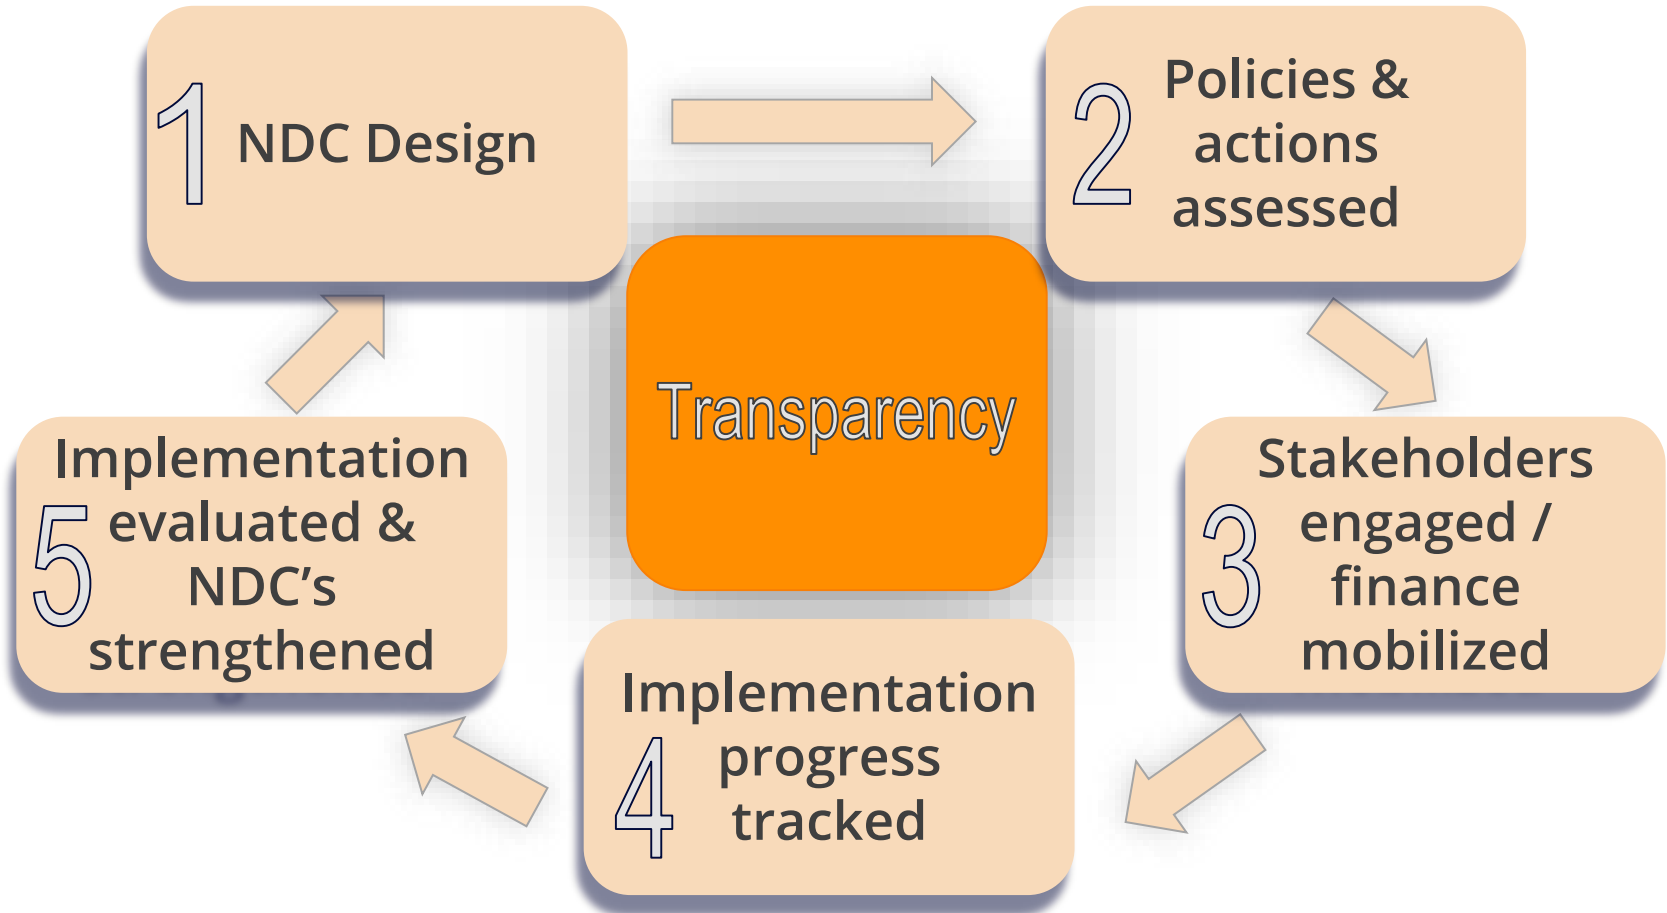 1
NDC Design
2
Policies &
actions
assessed
Transparency
3
Stakeholders
engaged /
finance
mobilized
4
Implementation
progress
tracked
5
Implementation
evaluated &
NDC’s
strengthened